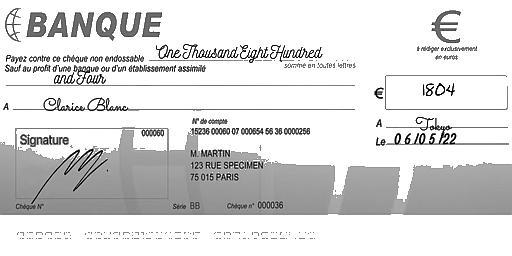 BANQUE
€
à rédiger exclusivement
en euros
Payez contre ce chèque non endossable One Thousand Eight Hundred
Sauf au profit d'une banque ou d'un établissement assimilé
somme en toutes lettres
and Four
€ 1804
A Clarice Blanc
A Tokyo
Le 06/05/22
Signature
000060
N° de compte
15236 00060 07 000654 56 36 0000256
M. MARTIN
123 RUE SPECIMEN
75 015 PARIS
Chèque N°
Série BB
Chèque n° 000036